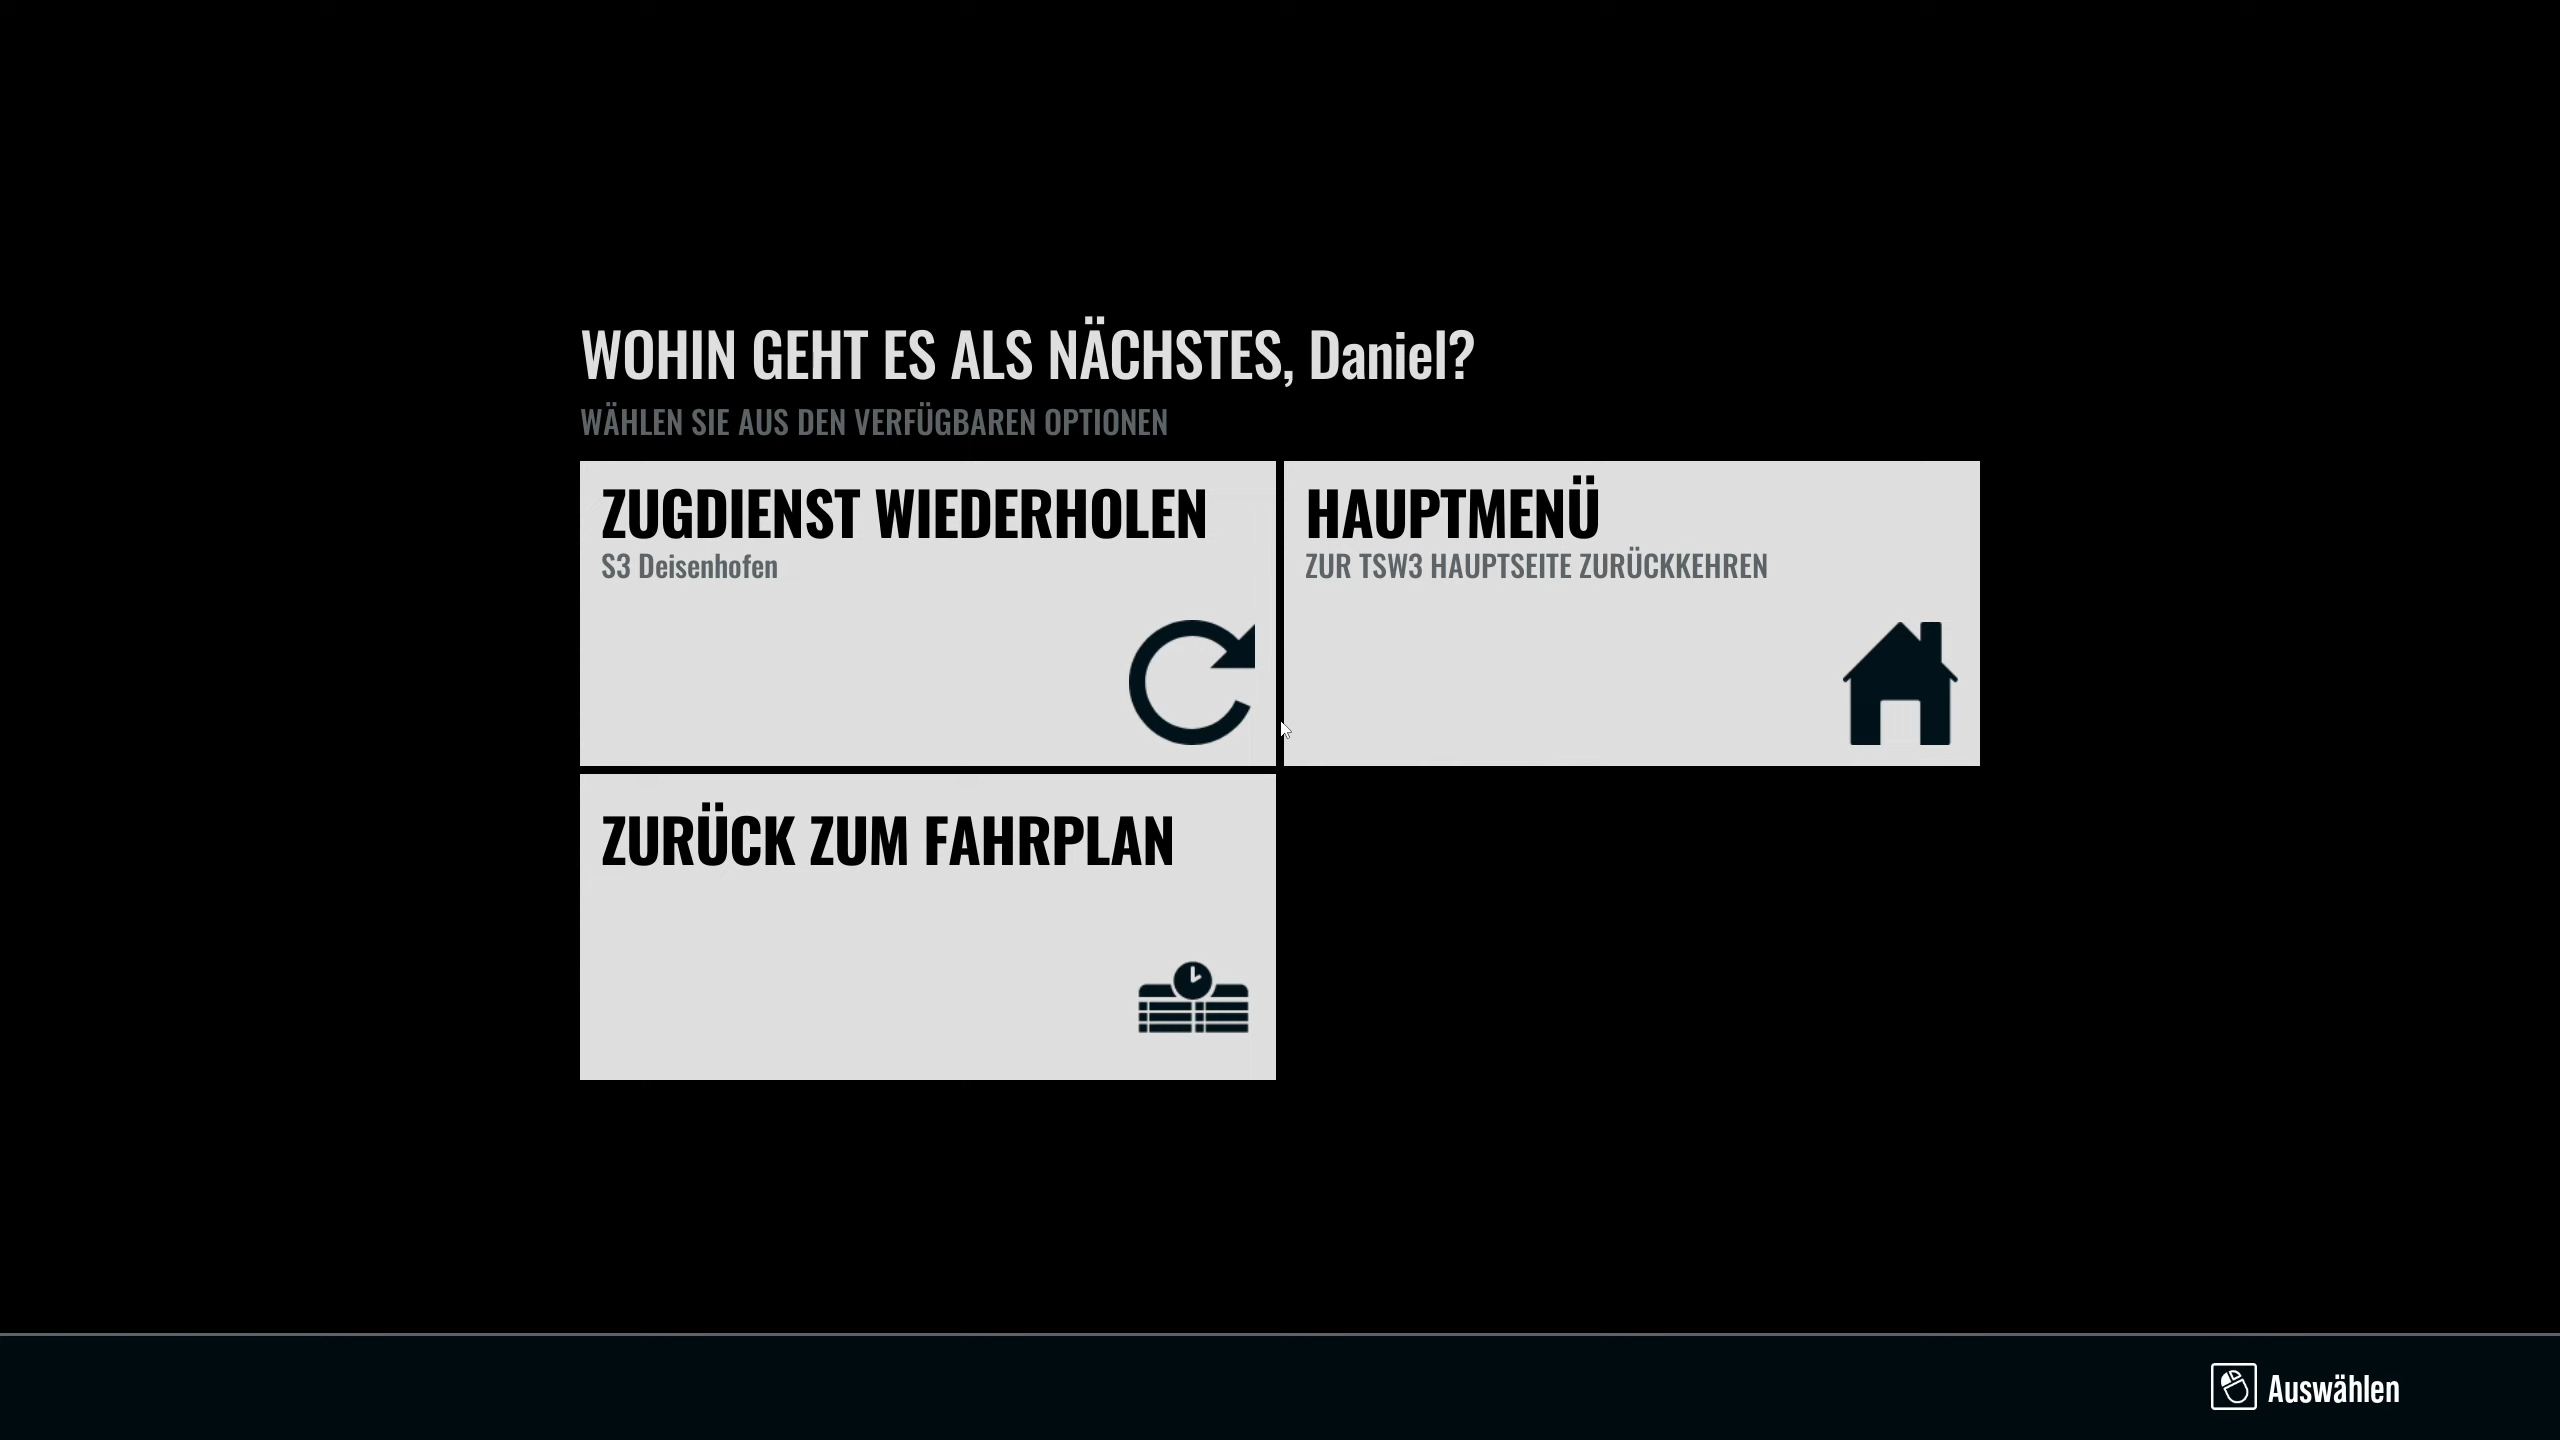 WOHIN GEHT ES ALS NÄCHSTES, Daniel?
WÄHLEN SIE AUS DEN VERFÜGBAREN OPTIONEN
ZUGDIENST WIEDERHOLEN
S3 Deisenhofen
HAUPTMENÜ
ZUR TSW3 HAUPTSEITE ZURÜCKKEHREN
ZURÜCK ZUM FAHRPLAN
Auswählen